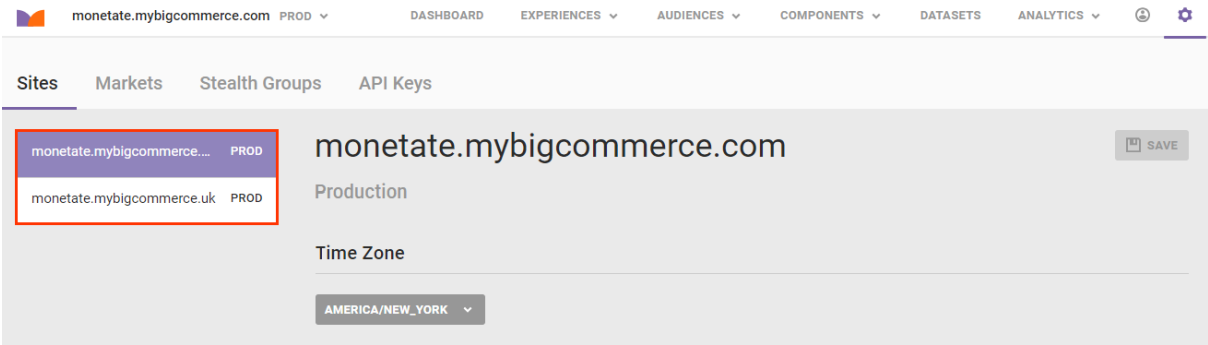 monetate.mybigcommerce.com PROD DASHBOARD EXPERIENCES AUDIENCES COMPONENTS DATASETS ANALYTICS
Sites Markets Stealth Groups API Keys
monetate.mybigcommerce.... PROD
monetate.mybigcommerce.uk PROD
monetate.mybigcommerce.com
SAVE
Production
Time Zone
AMERICA/NEW_YORK